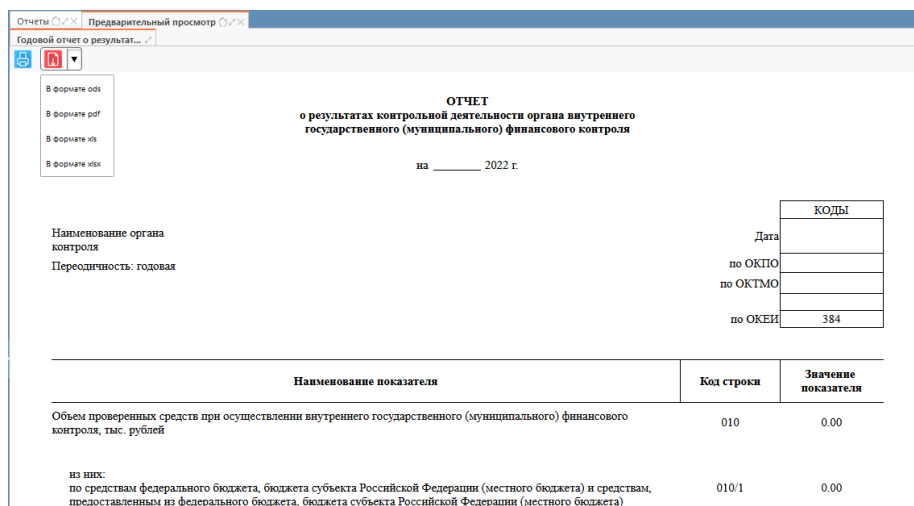 Отчеты
Предварительный просмотр
Годовой отчет о результат...
В формате ods
В формате pdf
В формате xls
В формате xlsx
ОТЧЕТ
о результатах контрольной деятельности органа внутреннего
государственного (муниципального) финансового контроля
на ________ 2022 г.
КОДЫ
Наименование органа
контроля
Дата
Переодичность: годовая
по ОКПО
по ОКТМО
по ОКЕИ 384
Наименование показателя
Код строки
Значение
показателя
Объем проверенных средств при осуществлении внутреннего государственного (муниципального) финансового
контроля, тыс. рублей
010
0.00
из них:
по средствам федерального бюджета, бюджета субъекта Российской Федерации (местного бюджета) и средствам,
предоставленным из федерального бюджета, бюджета субъекта Российской Федерации (местного бюджета)
010/1
0.00